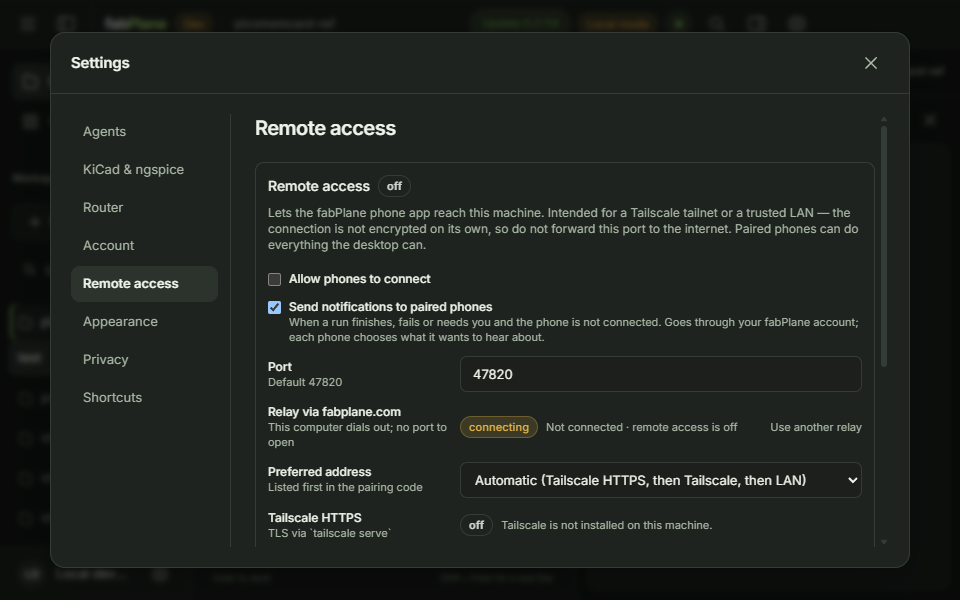 Settings
Agents
KiCad & ngspice
Router
Account
Remote access
Appearance
Privacy
Shortcuts
Remote access
Remote access off
Lets the fabPlane phone app reach this machine. Intended for a Tailscale tailnet or a trusted LAN — the
connection is not encrypted on its own, so do not forward this port to the internet. Paired phones can do
everything the desktop can.
Allow phones to connect
Send notifications to paired phones
When a run finishes, fails or needs you and the phone is not connected. Goes through your fabPlane account;
each phone chooses what it wants to hear about.
Port
Default 47820
47820
Relay via fabplane.com
This computer dials out; no port to
open
connecting Not connected · remote access is off Use another relay
Preferred address
Listed first in the pairing code
Automatic (Tailscale HTTPS, then Tailscale, then LAN)
Tailscale HTTPS
TLS via `tailscale serve`
off Tailscale is not installed on this machine.